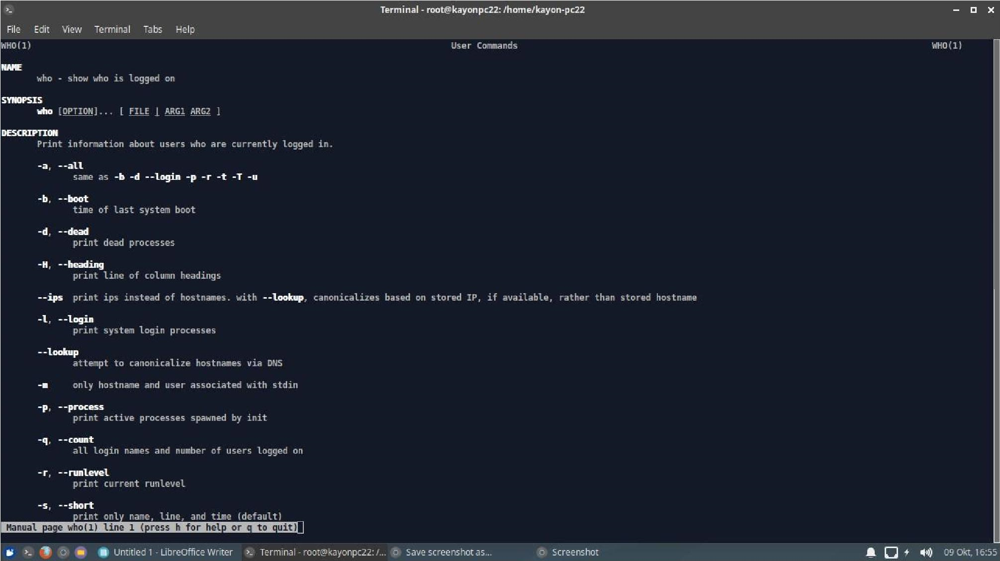 Terminal - root@kayonpc22: /home/kayon-pc22
File Edit View Terminal Tabs Help
WHO(1) User Commands WHO(1)
NAME
who - show who is logged on
SYNOPSIS
who [OPTION]... [ FILE | ARG1 ARG2 ]
DESCRIPTION
Print information about users who are currently logged in.
-a, --all
same as -b -d --login -p -r -t -T -u
-b, --boot
time of last system boot
-d, --dead
print dead processes
-H, --heading
print line of column headings
--ips print ips instead of hostnames. with --lookup, canonicalizes based on stored IP, if available, rather than stored hostname
-l, --login
print system login processes
--lookup
attempt to canonicalize hostnames via DNS
-m only hostname and user associated with stdin
-p, --process
print active processes spawned by init
-q, --count
all login names and number of users logged on
-r, --runlevel
print current runlevel
-s, --short
print only name, line, and time (default)
Manual page who(1) line 1 (press h for help or q to quit)
Untitled 1 - LibreOffice Writer Terminal - root@kayonpc22: /... Save screenshot as... Screenshot 09 Okt, 16:55